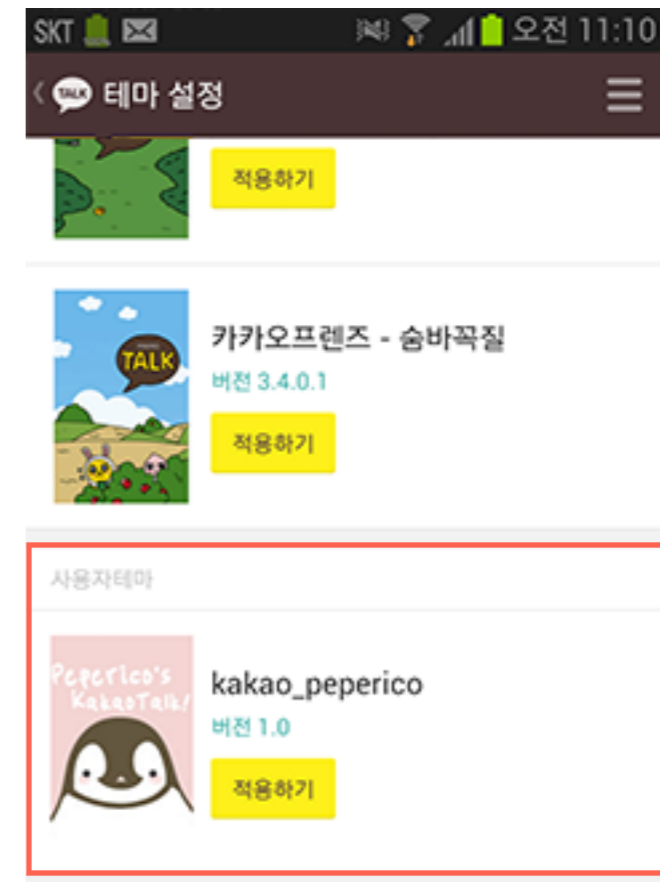 SKT 오전 11:10
TALK 테마 설정
적용하기
TALK
카카오프렌즈 - 숨바꼭질
버전 3.4.0.1
적용하기
사용자테마
Peperico's
KakaoTalk!
kakao_peperico
버전 1.0
적용하기